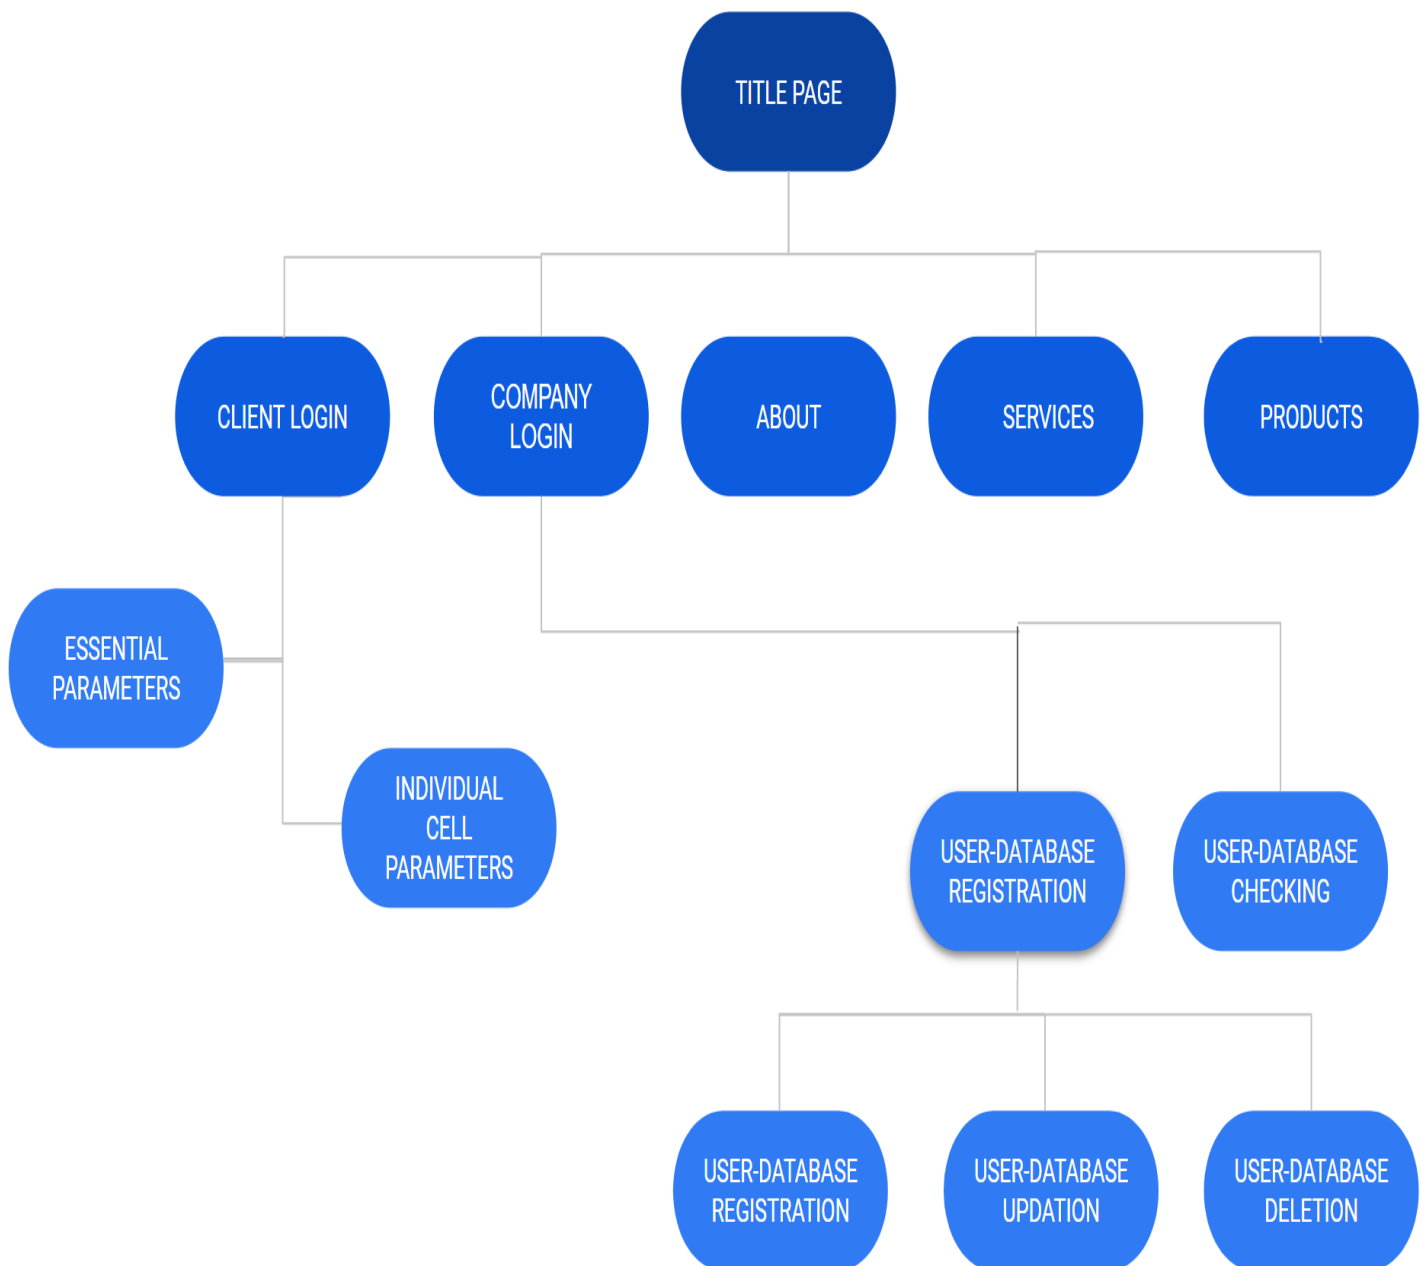 TITLE PAGE
CLIENT LOGIN
COMPANY
LOGIN
ABOUT
SERVICES
PRODUCTS
ESSENTIAL
PARAMETERS
INDIVIDUAL
CELL
PARAMETERS
USER-DATABASE
REGISTRATION
USER-DATABASE
CHECKING
USER-DATABASE
REGISTRATION
USER-DATABASE
UPDATION
USER-DATABASE
DELETION